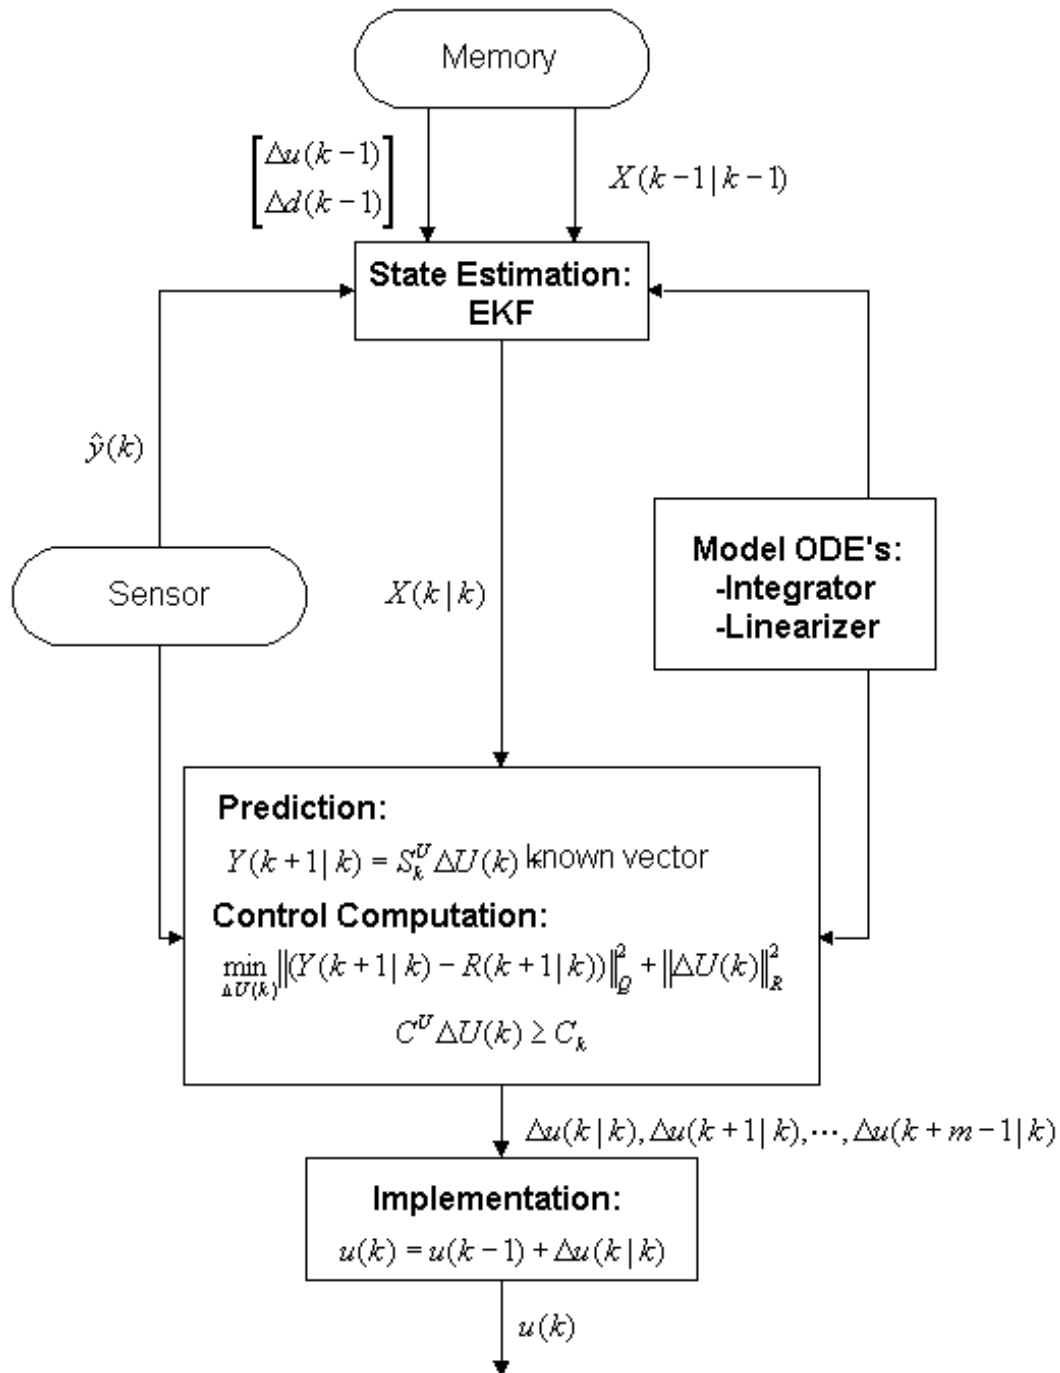 Memory
[Δu(k−1)
Δd(k−1)]
X(k−1|k−1)
State Estimation:
EKF
ŷ(k)
Sensor
X(k|k)
Model ODE's:
-Integrator
-Linearizer
Prediction:
Y(k+1|k) = S_k^U ΔU(k) known vector
Control Computation:
min_{ΔU(k)} ‖(Y(k+1|k) − R(k+1|k))‖_Q^2 + ‖ΔU(k)‖_R^2
C^U ΔU(k) ≥ C_k
Δu(k|k), Δu(k+1|k), ⋯, Δu(k+m−1|k)
Implementation:
u(k) = u(k−1) + Δu(k|k)
u(k)